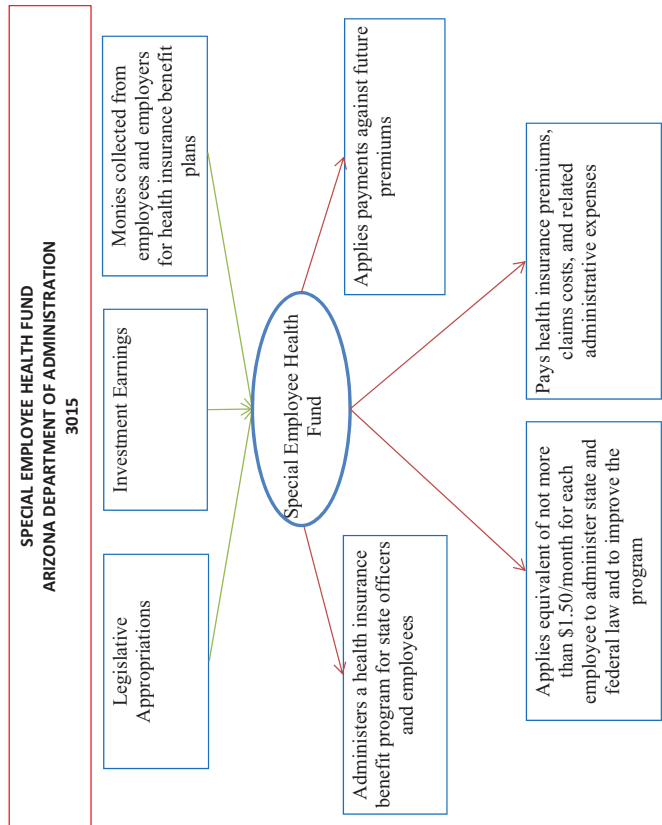 SPECIAL EMPLOYEE HEALTH FUND
ARIZONA DEPARTMENT OF ADMINISTRATION
3015
Legislative
Appropriations
Investment Earnings
Monies collected from
employees and employers
for health insurance benefit
plans
Special Employee Health
Fund
Administers a health insurance
benefit program for state officers
and employees
Applies payments against future
premiums
Applies equivalent of not more
than $1.50/month for each
employee to administer state and
federal law and to improve the
program
Pays health insurance premiums,
claims costs, and related
administrative expenses